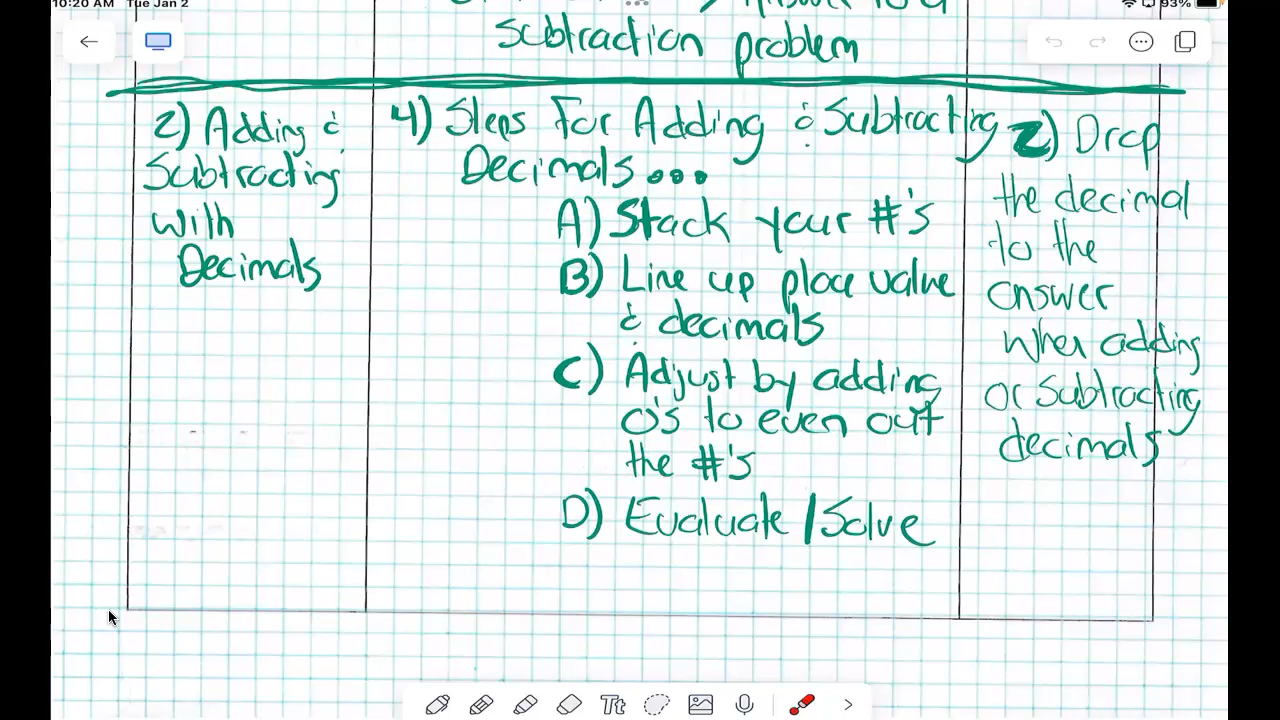 10:20 AM Tue Jan 2
93%
subtraction problem
2) Adding &
Subtracting
with
Decimals
4) Steps for Adding & Subtracting
Decimals...
A) Stack your #'s
B) Line up place value
& decimals
C) Adjust by adding
0's to even out
the #'s
D) Evaluate/Solve
2) Drop
the decimal
to the
answer
when adding
or subtracting
decimals
Tt